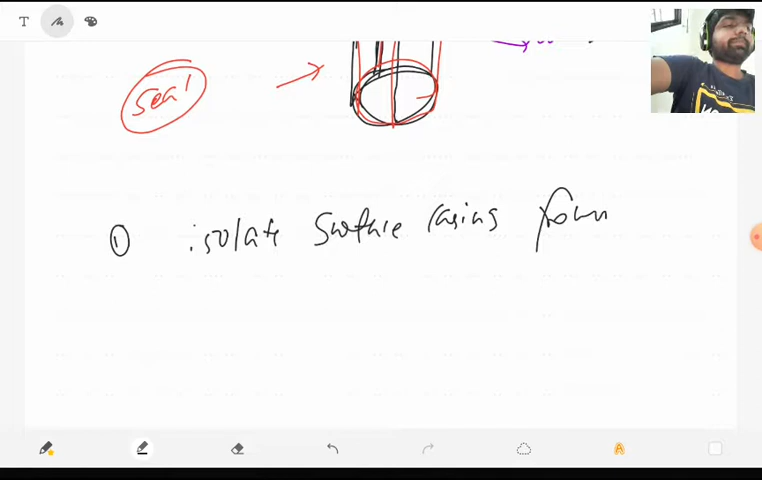 T
seal
① isolate Surface casing from